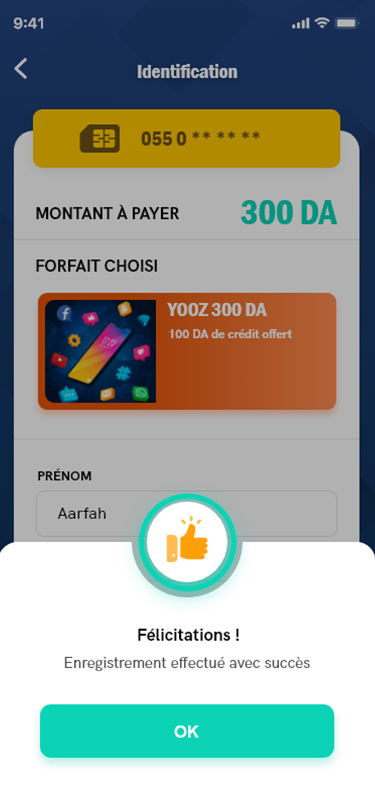 9:41
Identification
055 0 ** ** **
MONTANT À PAYER
300 DA
FORFAIT CHOISI
YOOZ 300 DA
100 DA de crédit offert
PRÉNOM
Aarfah
Félicitations !
Enregistrement effectué avec succès
OK